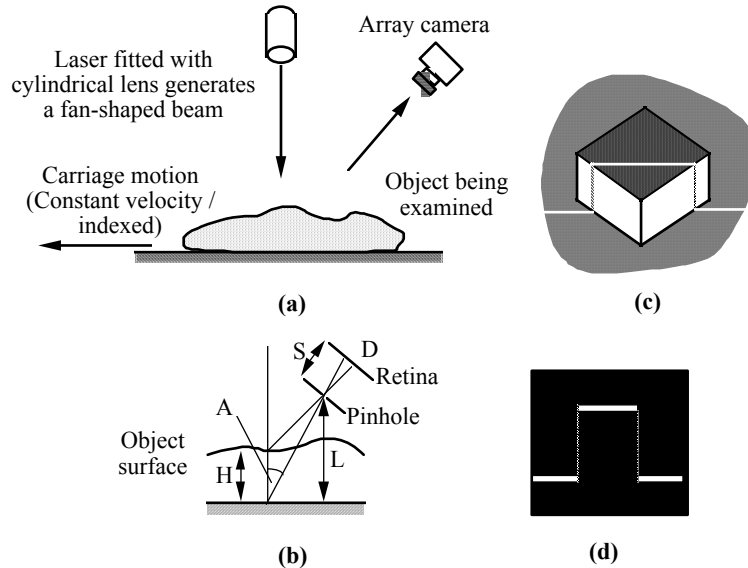 Laser fitted with
cylindrical lens generates
a fan-shaped beam
Array camera
Carriage motion
(Constant velocity /
indexed)
Object being
examined
(a)
(c)
S
D
Retina
Pinhole
A
Object
surface
H
L
(b)
(d)